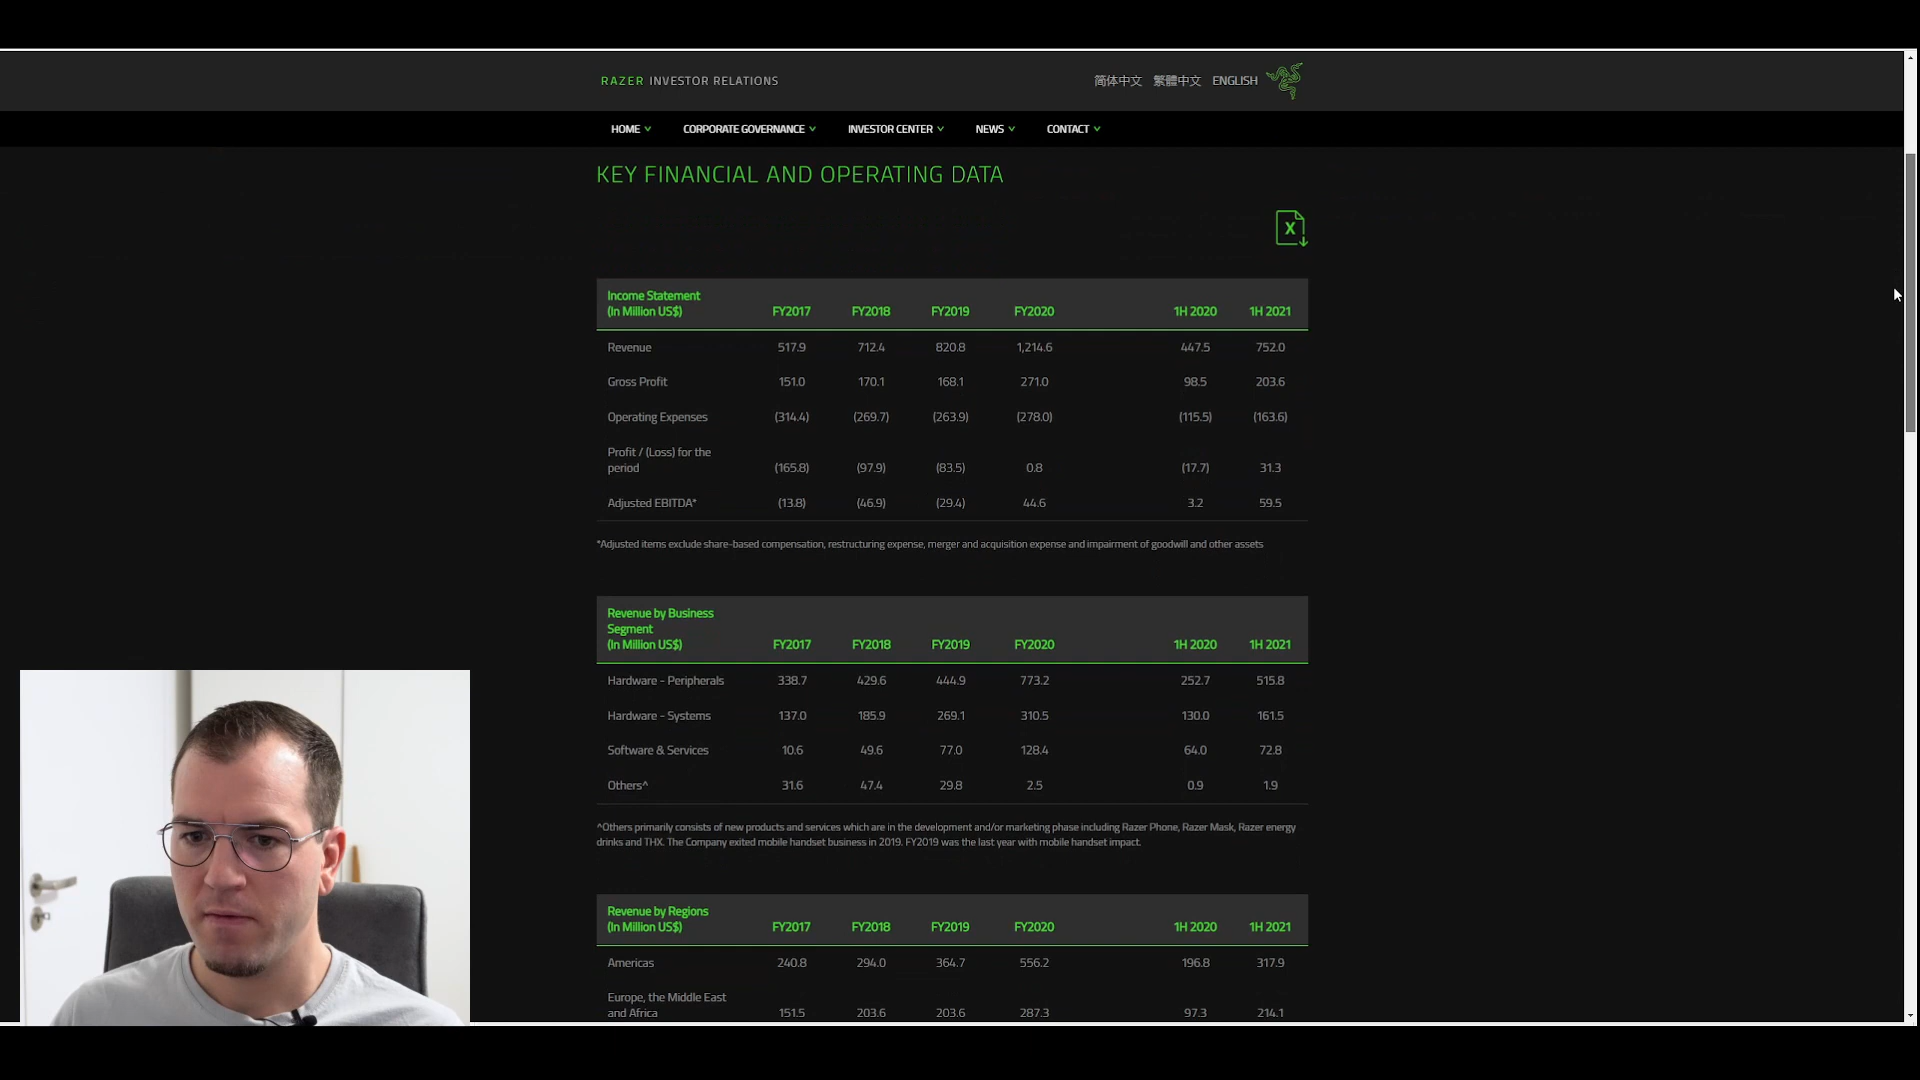 RAZER INVESTOR RELATIONS 简体中文 繁體中文 ENGLISH
HOME CORPORATE GOVERNANCE INVESTOR CENTER NEWS CONTACT
KEY FINANCIAL AND OPERATING DATA
X
Income Statement
(In Million US$) FY2017 FY2018 FY2019 FY2020 1H 2020 1H 2021
Revenue 517.9 712.4 820.8 1,214.6 447.5 752.0
Gross Profit 151.0 170.1 168.1 271.0 98.5 203.6
Operating Expenses (314.4) (269.7) (263.9) (278.0) (115.5) (163.6)
Profit / (Loss) for the
period (165.8) (97.9) (83.5) 0.8 (17.7) 31.3
Adjusted EBITDA* (13.8) (46.9) (29.4) 44.6 3.2 59.5
*Adjusted items exclude share-based compensation, restructuring expense, merger and acquisition expense and impairment of goodwill and other assets
Revenue by Business
Segment
(In Million US$) FY2017 FY2018 FY2019 FY2020 1H 2020 1H 2021
Hardware - Peripherals 338.7 429.6 444.9 773.2 252.7 515.8
Hardware - Systems 137.0 185.9 269.1 310.5 130.0 161.5
Software & Services 10.6 49.6 77.0 128.4 64.0 72.8
Others^ 31.6 47.4 29.8 2.5 0.9 1.9
^Others primarily consists of new products and services which are in the development and/or marketing phase including Razer Phone, Razer Mask, Razer energy
drinks and THX. The Company exited mobile handset business in 2019. FY2019 was the last year with mobile handset impact.
Revenue by Regions
(In Million US$) FY2017 FY2018 FY2019 FY2020 1H 2020 1H 2021
Americas 240.8 294.0 364.7 556.2 196.8 317.9
Europe, the Middle East
and Africa 151.5 203.6 203.6 287.3 97.3 214.1